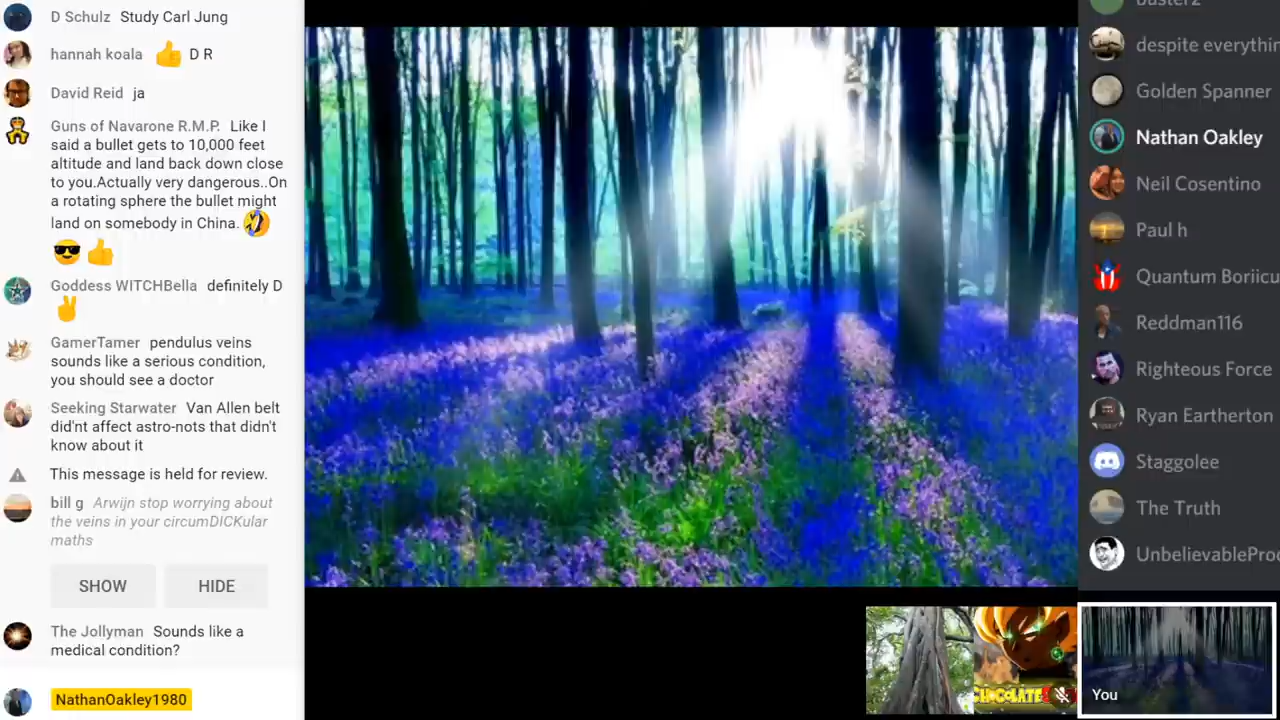 D Schulz Study Carl Jung
hannah koala 👍 D R
David Reid ja
Guns of Navarone R.M.P. Like I
said a bullet gets to 10,000 feet
altitude and land back down close
to you.Actually very dangerous..On
a rotating sphere the bullet might
land on somebody in China. 🤣
😎👍
Goddess WITCHBella definitely D
✌
GamerTamer pendulus veins
sounds like a serious condition,
you should see a doctor
Seeking Starwater Van Allen belt
did'nt affect astro-nots that didn't
know about it
This message is held for review.
bill g Arwijn stop worrying about
the veins in your circumDICKular
maths
SHOW HIDE
The Jollyman Sounds like a
medical condition?
NathanOakley1980
CHOCOLATE
You
buster2
despite everythin
Golden Spanner
Nathan Oakley
Neil Cosentino
Paul h
Quantum Boriicu
Reddman116
Righteous Force
Ryan Eartherton
Staggolee
The Truth
UnbelievablePro